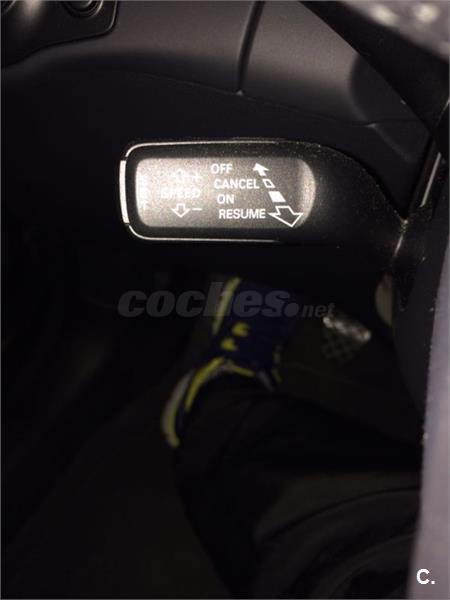 OFF
CANCEL
SPEED
ON
RESUME
coches.net
C.